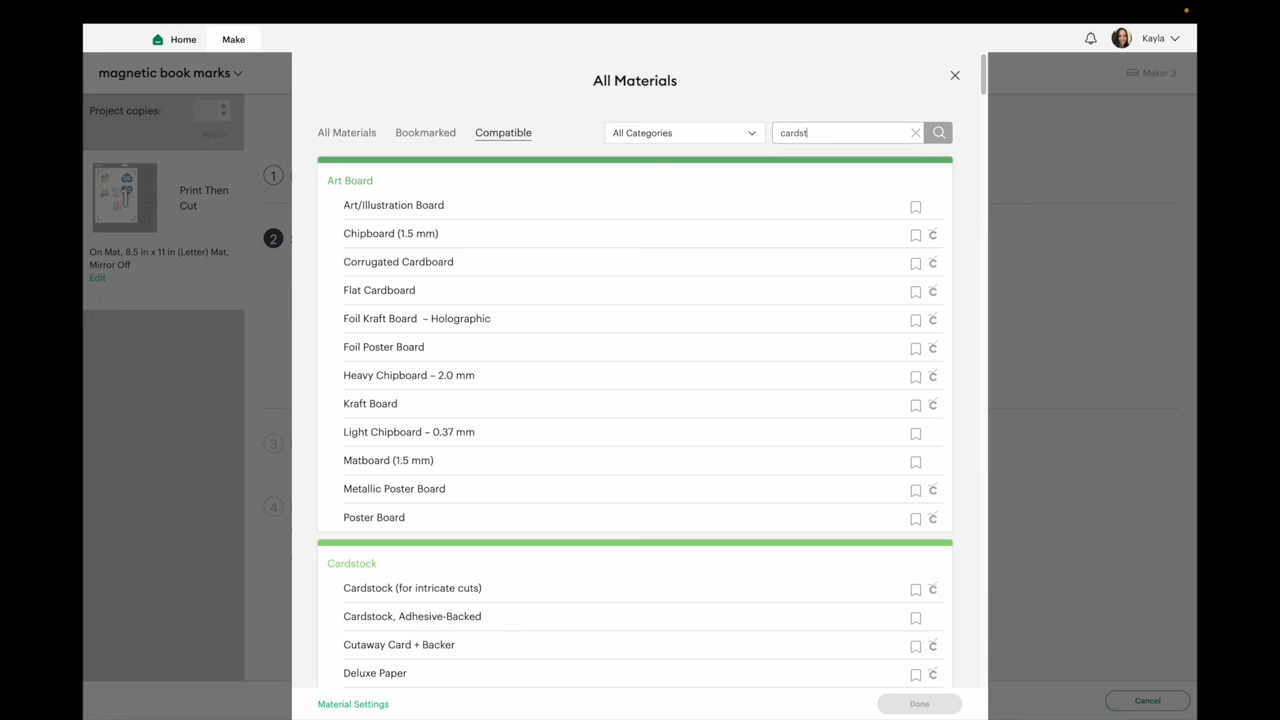 Home
Make
Kayla
magnetic book marks
Maker 3
Project copies:
Apply
Print Then
Cut
On Mat, 8.5 in x 11 in (Letter) Mat,
Mirror Off
Edit
1
2
3
4
All Materials
All Materials
Bookmarked
Compatible
All Categories
cardst
Art Board
Art/Illustration Board
Chipboard (1.5 mm)
Corrugated Cardboard
Flat Cardboard
Foil Kraft Board – Holographic
Foil Poster Board
Heavy Chipboard – 2.0 mm
Kraft Board
Light Chipboard – 0.37 mm
Matboard (1.5 mm)
Metallic Poster Board
Poster Board
Cardstock
Cardstock (for intricate cuts)
Cardstock, Adhesive-Backed
Cutaway Card + Backer
Deluxe Paper
Material Settings
Done
Cancel